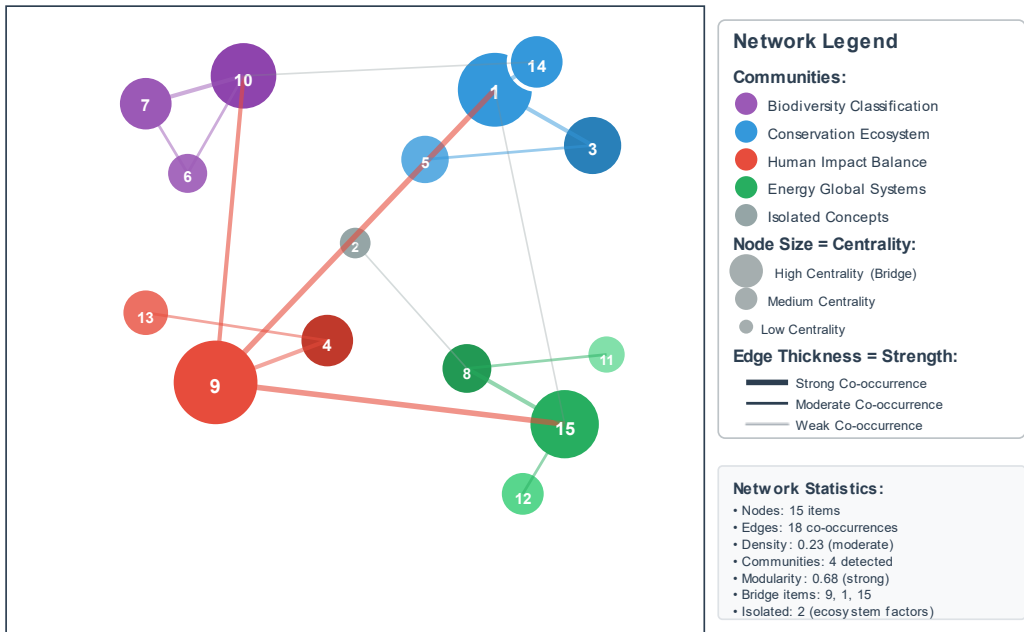 10
7
6
1
14
3
5
2
13
4
9
8
11
15
12
Network Legend
Communities:
Biodiversity Classification
Conservation Ecosystem
Human Impact Balance
Energy Global Systems
Isolated Concepts
Node Size = Centrality:
High Centrality (Bridge)
Medium Centrality
Low Centrality
Edge Thickness = Strength:
Strong Co-occurrence
Moderate Co-occurrence
Weak Co-occurrence
Network Statistics:
• Nodes: 15 items
• Edges: 18 co-occurrences
• Density: 0.23 (moderate)
• Communities: 4 detected
• Modularity: 0.68 (strong)
• Bridge items: 9, 1, 15
• Isolated: 2 (ecosystem factors)